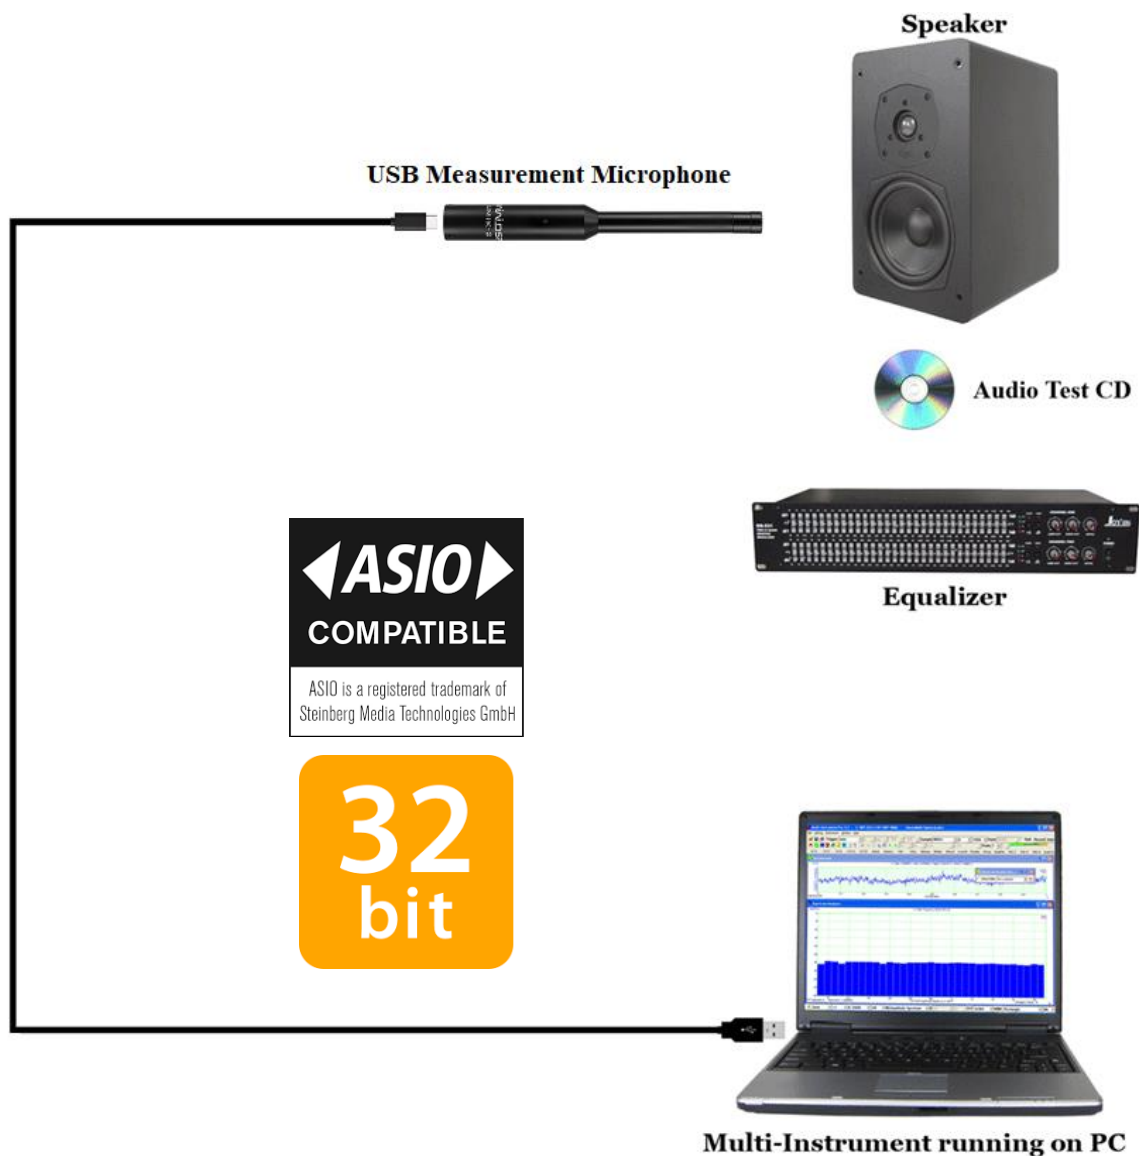 Speaker
USB Measurement Microphone
Audio Test CD
Equalizer
ASIO
COMPATIBLE
ASIO is a registered trademark of
Steinberg Media Technologies GmbH
32
bit
Multi-Instrument running on PC